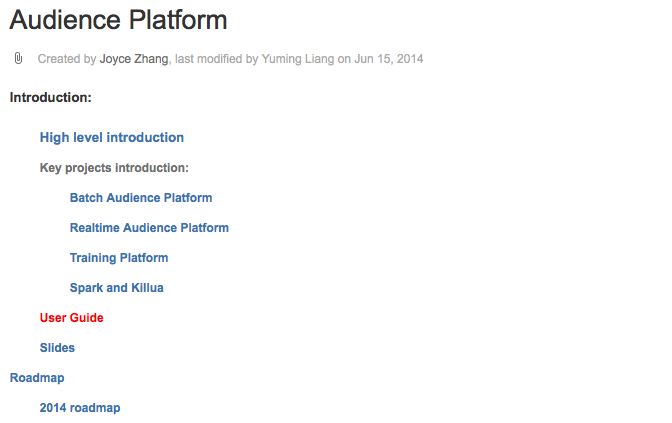 Audience Platform
Created by Joyce Zhang, last modified by Yuming Liang on Jun 15, 2014
Introduction:
High level introduction
Key projects introduction:
Batch Audience Platform
Realtime Audience Platform
Training Platform
Spark and Killua
User Guide
Slides
Roadmap
2014 roadmap